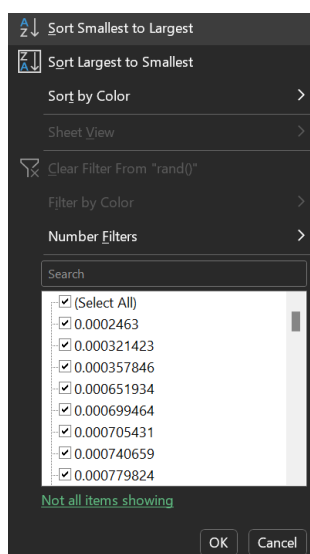 Sort Smallest to Largest
Sort Largest to Smallest
Sort by Color
Sheet View
Clear Filter From "rand()"
Filter by Color
Number Filters
Search
(Select All)
0.0002463
0.000321423
0.000357846
0.000651934
0.000699464
0.000705431
0.000740659
0.000779824
Not all items showing
OK Cancel